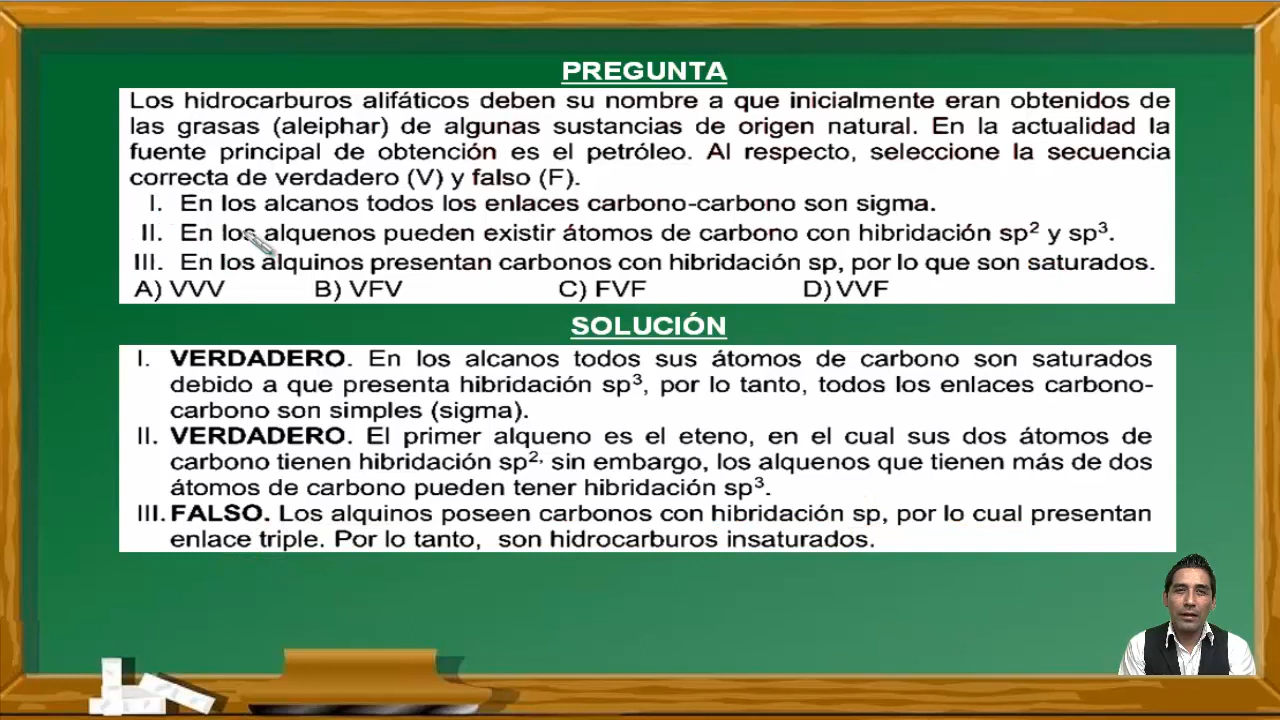 PREGUNTA
Los hidrocarburos alifáticos deben su nombre a que inicialmente eran obtenidos de
las grasas (aleiphar) de algunas sustancias de origen natural. En la actualidad la
fuente principal de obtención es el petróleo. Al respecto, seleccione la secuencia
correcta de verdadero (V) y falso (F).
I. En los alcanos todos los enlaces carbono-carbono son sigma.
II. En los alquenos pueden existir átomos de carbono con hibridación sp² y sp³.
III. En los alquinos presentan carbonos con hibridación sp, por lo que son saturados.
A) VVV B) VFV C) FVF D) VVF
SOLUCIÓN
I. VERDADERO. En los alcanos todos sus átomos de carbono son saturados
debido a que presenta hibridación sp³, por lo tanto, todos los enlaces carbono-
carbono son simples (sigma).
II. VERDADERO. El primer alqueno es el eteno, en el cual sus dos átomos de
carbono tienen hibridación sp², sin embargo, los alquenos que tienen más de dos
átomos de carbono pueden tener hibridación sp³.
III. FALSO. Los alquinos poseen carbonos con hibridación sp, por lo cual presentan
enlace triple. Por lo tanto, son hidrocarburos insaturados.